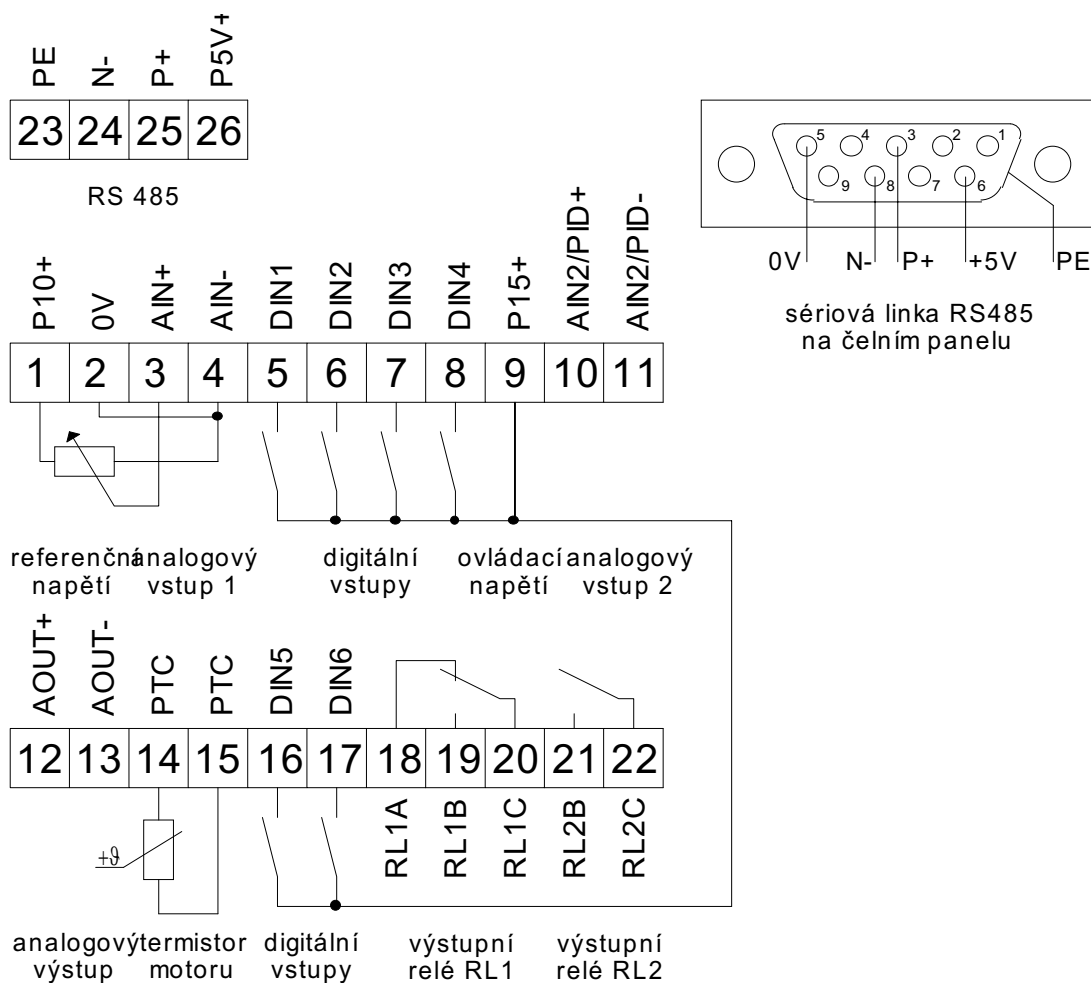 PE N- P+ P5V+
23 24 25 26
RS 485
5 4 3 2 1
9 8 7 6
0V N- P+ +5V PE
sériová linka RS485
na čelním panelu
P10+ 0V AIN+ AIN- DIN1 DIN2 DIN3 DIN4 P15+ AIN2/PID+ AIN2/PID-
1 2 3 4 5 6 7 8 9 10 11
referenční analogový digitální ovládací analogový
napětí vstup 1 vstupy napětí vstup 2
AOUT+ AOUT- PTC PTC DIN5 DIN6
12 13 14 15 16 17 18 19 20 21 22
RL1A RL1B RL1C RL2B RL2C
+ϑ
analogový termistor digitální výstupní výstupní
výstup motoru vstupy relé RL1 relé RL2